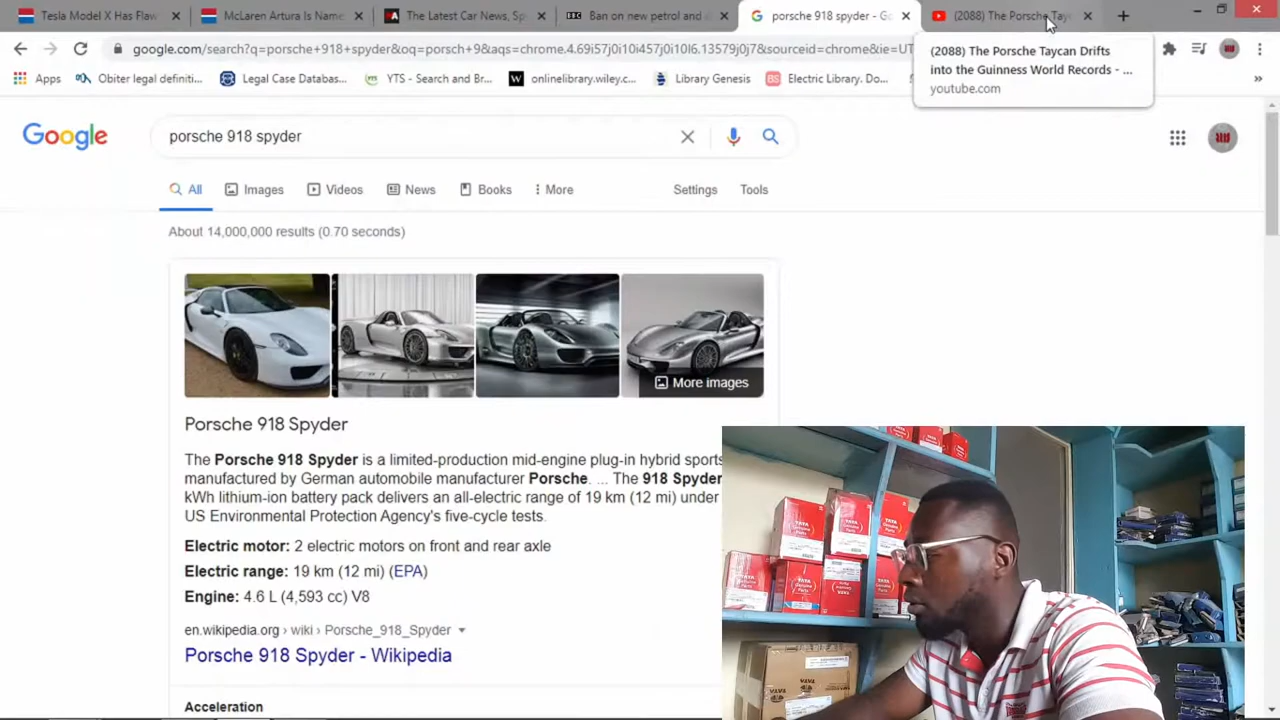 Tesla Model X Has Flaw
McLaren Artura Is Name
The Latest Car News, Sp
Ban on new petrol and
porsche 918 spyder - Go
(2088) The Porsche Tayc
google.com/search?q=porsche+918+spyder&oq=porsch+9&aqs=chrome.4.69i57j0i10i457j0i10l6.13579j0j7&sourceid=chrome&ie=UT
(2088) The Porsche Taycan Drifts
into the Guinness World Records - ...
youtube.com
Apps
Obiter legal definiti...
Legal Case Databas...
YTS - Search and Br...
onlinelibrary.wiley.c...
Library Genesis
Electric Library. Do...
Google
porsche 918 spyder
All
Images
Videos
News
Books
More
Settings
Tools
About 14,000,000 results (0.70 seconds)
More images
Porsche 918 Spyder
The Porsche 918 Spyder is a limited-production mid-engine plug-in hybrid sports
manufactured by German automobile manufacturer Porsche. ... The 918 Spyder
kWh lithium-ion battery pack delivers an all-electric range of 19 km (12 mi) under
US Environmental Protection Agency's five-cycle tests.
Electric motor: 2 electric motors on front and rear axle
Electric range: 19 km (12 mi) (EPA)
Engine: 4.6 L (4,593 cc) V8
en.wikipedia.org › wiki › Porsche_918_Spyder
Porsche 918 Spyder - Wikipedia
Acceleration
TATA
TATA
TATA
TATA